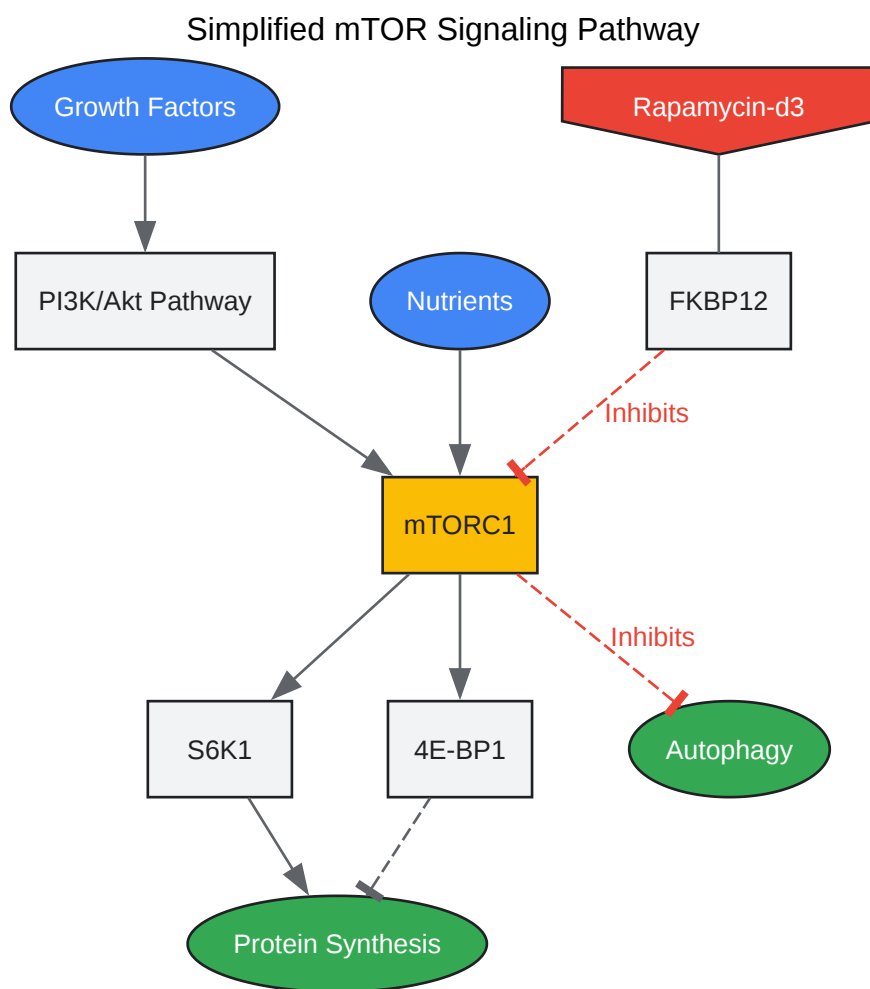 Simplified mTOR Signaling Pathway
Growth Factors
Rapamycin-d3
PI3K/Akt Pathway
Nutrients
FKBP12
Inhibits
mTORC1
Inhibits
S6K1
4E-BP1
Autophagy
Protein Synthesis